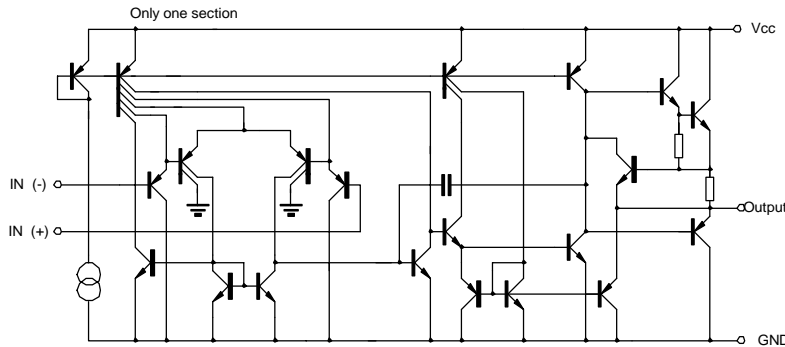 Only one section
Vcc
IN (-)
Output
IN (+)
GND